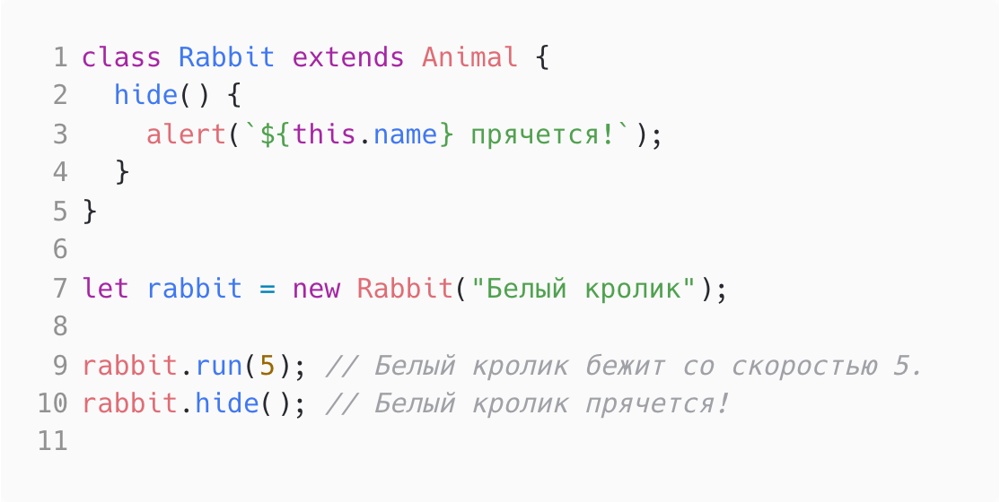 1 class Rabbit extends Animal {
2   hide() {
3     alert(`${this.name} прячется!`);
4   }
5 }
6
7 let rabbit = new Rabbit("Белый кролик");
8
9 rabbit.run(5); // Белый кролик бежит со скоростью 5.
10 rabbit.hide(); // Белый кролик прячется!
11